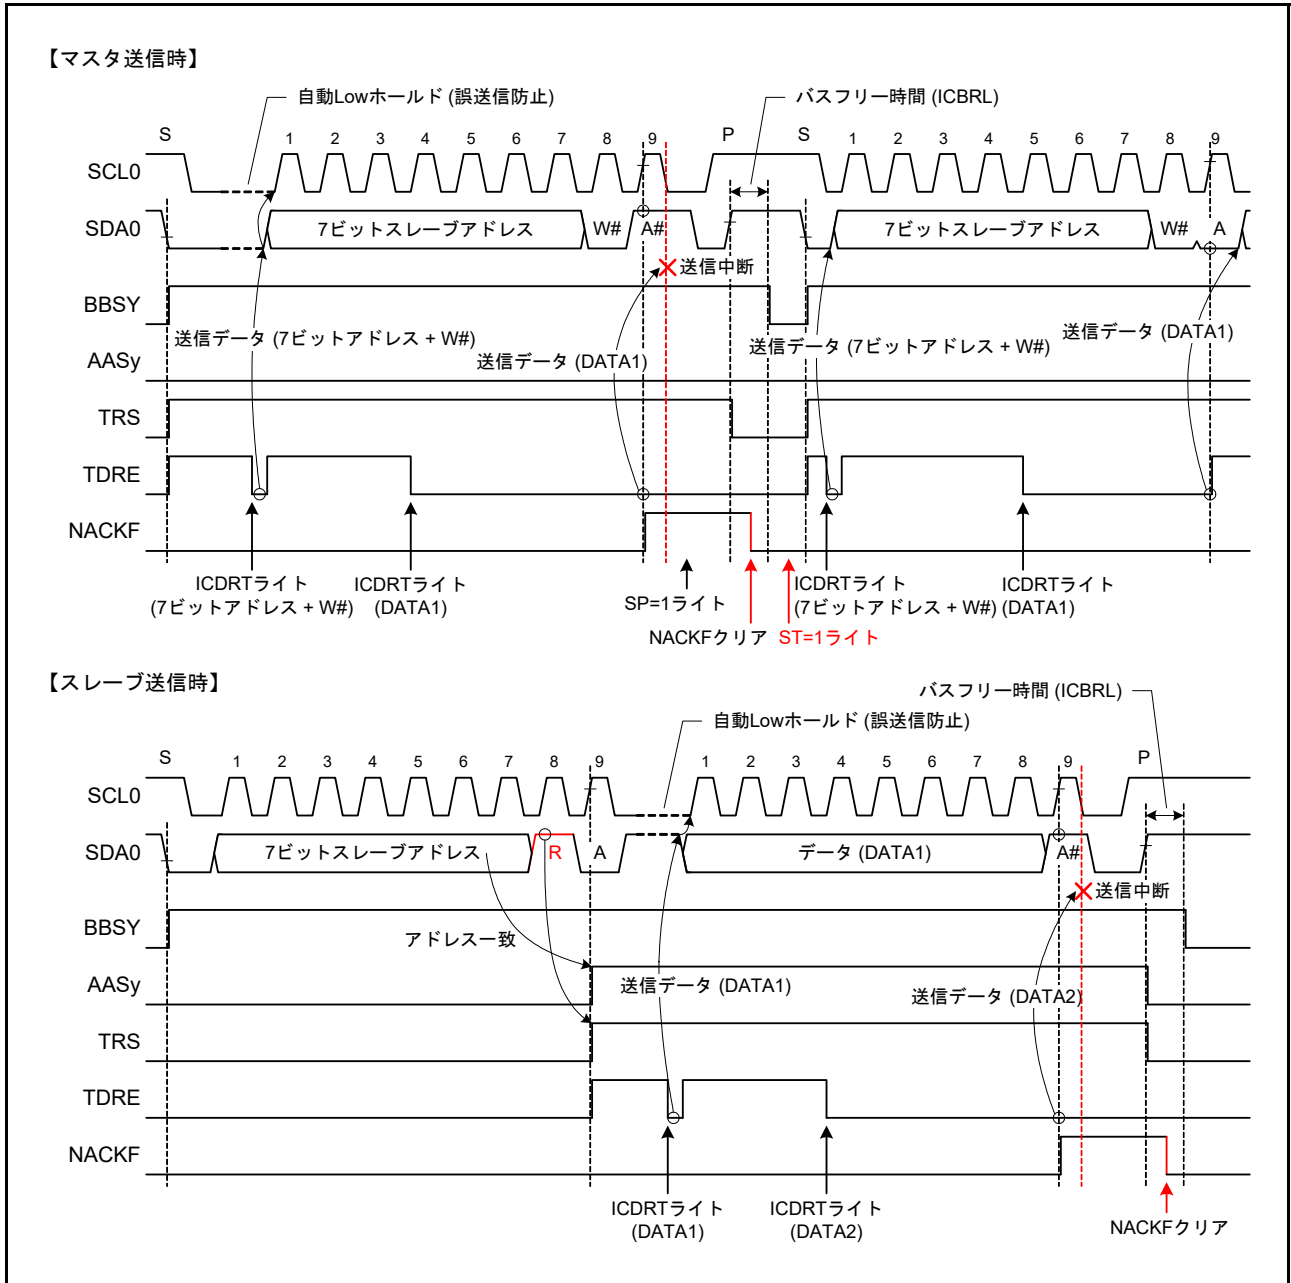 【マスタ送信時】
自動Lowホールド (誤送信防止)
バスフリー時間 (ICBRL)
S 1 2 3 4 5 6 7 8 9 P S 1 2 3 4 5 6 7 8 9
SCL0
SDA0 7ビットスレーブアドレス W# A# 7ビットスレーブアドレス W# A
送信中断
BBSY
送信データ (7ビットアドレス + W#) 送信データ (DATA1) 送信データ (7ビットアドレス + W#) 送信データ (DATA1)
AASy
TRS
TDRE
NACKF
ICDRTライト
(7ビットアドレス + W#)
ICDRTライト
(DATA1)
SP=1ライト
NACKFクリア
ST=1ライト
ICDRTライト
(7ビットアドレス + W#)
ICDRTライト
(DATA1)
【スレーブ送信時】
バスフリー時間 (ICBRL)
自動Lowホールド (誤送信防止)
S 1 2 3 4 5 6 7 8 9 1 2 3 4 5 6 7 8 9 P
SCL0
SDA0 7ビットスレーブアドレス R A データ (DATA1) A#
送信中断
BBSY
アドレス一致
AASy
送信データ (DATA1) 送信データ (DATA2)
TRS
TDRE
NACKF
ICDRTライト
(DATA1)
ICDRTライト
(DATA2)
NACKFクリア